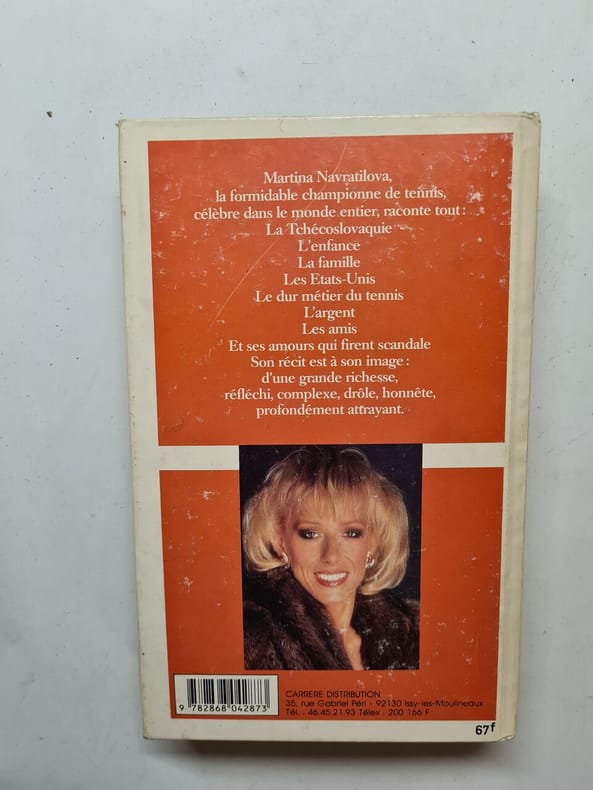 Martina Navratilova,
la formidable championne de tennis,
célèbre dans le monde entier, raconte tout :
La Tchécoslovaquie
L'enfance
La famille
Les Etats-Unis
Le dur métier du tennis
L'argent
Les amis
Et ses amours qui firent scandale
Son récit est à son image :
d'une grande richesse,
réfléchi, complexe, drôle, honnête,
profondément attrayant.
9 782868 042873
CARRERE DISTRIBUTION
35, rue Gabriel Péri - 92130 Issy-les-Moulineaux
Tél. : 46.45.21.93 Télex : 200 166 F
67f